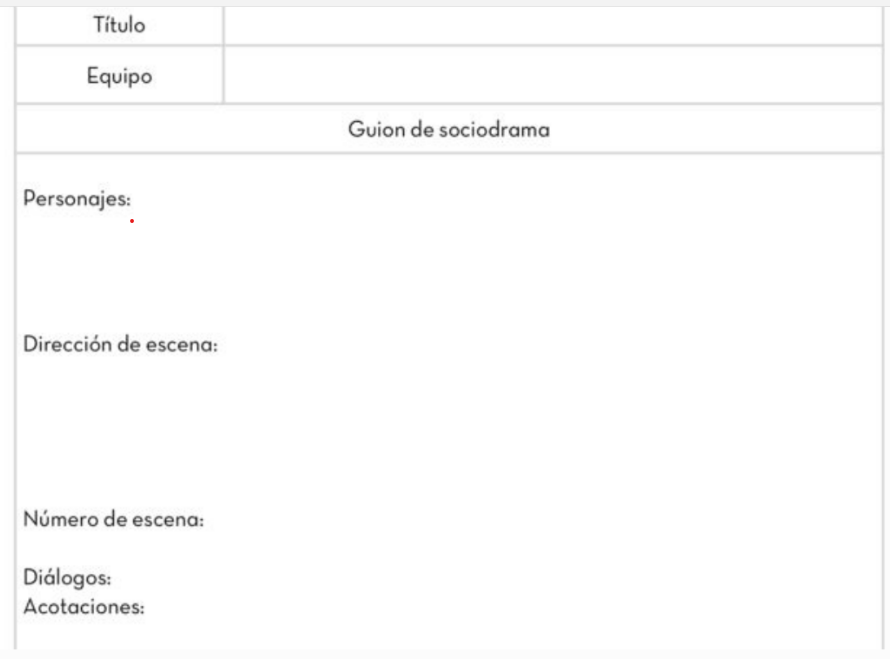 Título
Equipo
Guion de sociodrama
Personajes:
Dirección de escena:
Número de escena:
Diálogos:
Acotaciones: